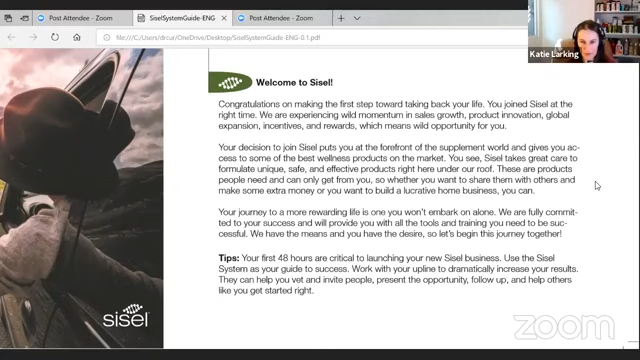 Post Attendee - Zoom
SiselSystemGuide-ENG
Post Attendee - Zoom
file:///C:/Users/drcur/OneDrive/Desktop/SiselSystemGuide-ENG-0.1.pdf
Katie Larking
Welcome to Sisel!
Congratulations on making the first step toward taking back your life. You joined Sisel at the
right time. We are experiencing wild momentum in sales growth, product innovation, global
expansion, incentives, and rewards, which means wild opportunity for you.
Your decision to join Sisel puts you at the forefront of the supplement world and gives you ac-
cess to some of the best wellness products on the market. You see, Sisel takes great care to
formulate unique, safe, and effective products right here under our roof. These are products
people need and can only get from you, so whether you want to share them with others and
make some extra money or you want to build a lucrative home business, you can.
Your journey to a more rewarding life is one you won't embark on alone. We are fully commit-
ted to your success and will provide you with all the tools and training you need to be suc-
cessful. We have the means and you have the desire, so let's begin this journey together!
Tips: Your first 48 hours are critical to launching your new Sisel business. Use the Sisel
System as your guide to success. Work with your upline to dramatically increase your results.
They can help you vet and invite people, present the opportunity, follow up, and help others
like you get started right.
sisel
zoom